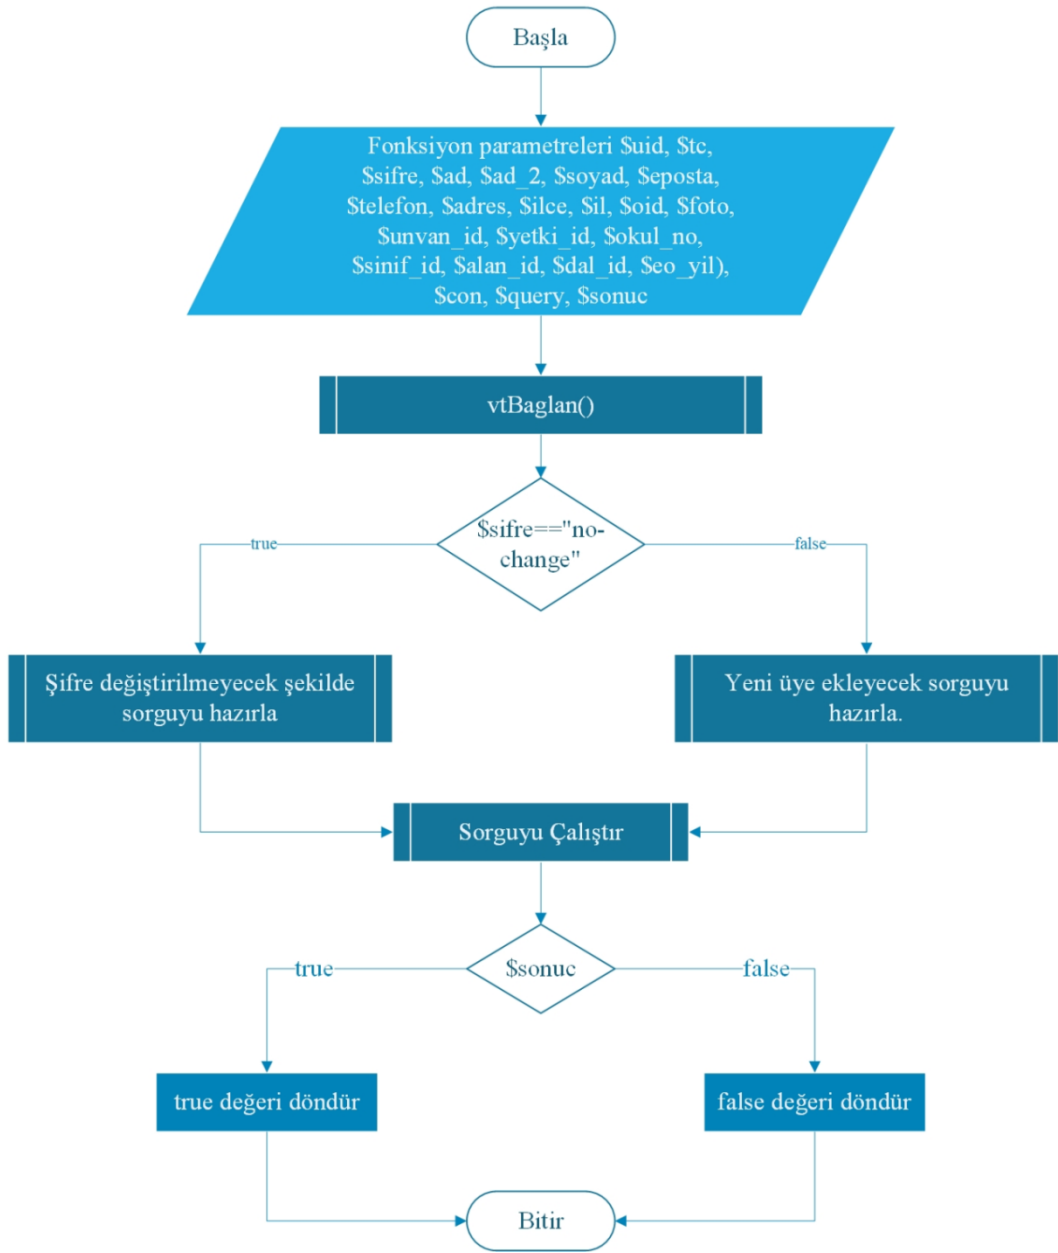 Başla
Fonksiyon parametreleri $uid, $tc,
$sifre, $ad, $ad_2, $soyad, $eposta,
$telefon, $adres, $ilce, $il, $oid, $foto,
$unvan_id, $yetki_id, $okul_no,
$sinif_id, $alan_id, $dal_id, $eo_yil),
$con, $query, $sonuc
vtBaglan()
$sifre=="no-
change"
true
false
Şifre değiştirilmeyecek şekilde
sorguyu hazırla
Yeni üye ekleyecek sorguyu
hazırla.
Sorguyu Çalıştır
$sonuc
true
false
true değeri döndür
false değeri döndür
Bitir